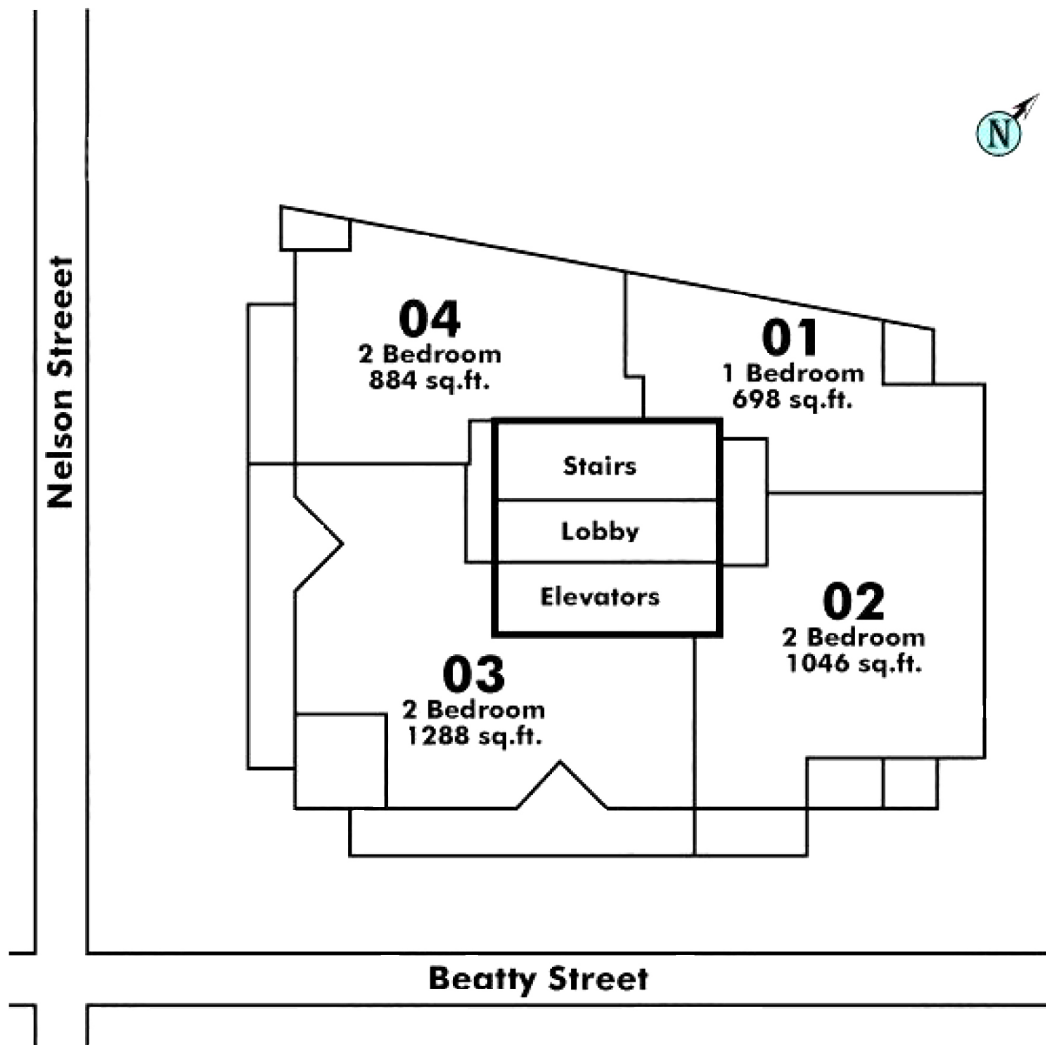 N
Nelson Streeet
04
2 Bedroom
884 sq.ft.
01
1 Bedroom
698 sq.ft.
Stairs
Lobby
Elevators
02
2 Bedroom
1046 sq.ft.
03
2 Bedroom
1288 sq.ft.
Beatty Street